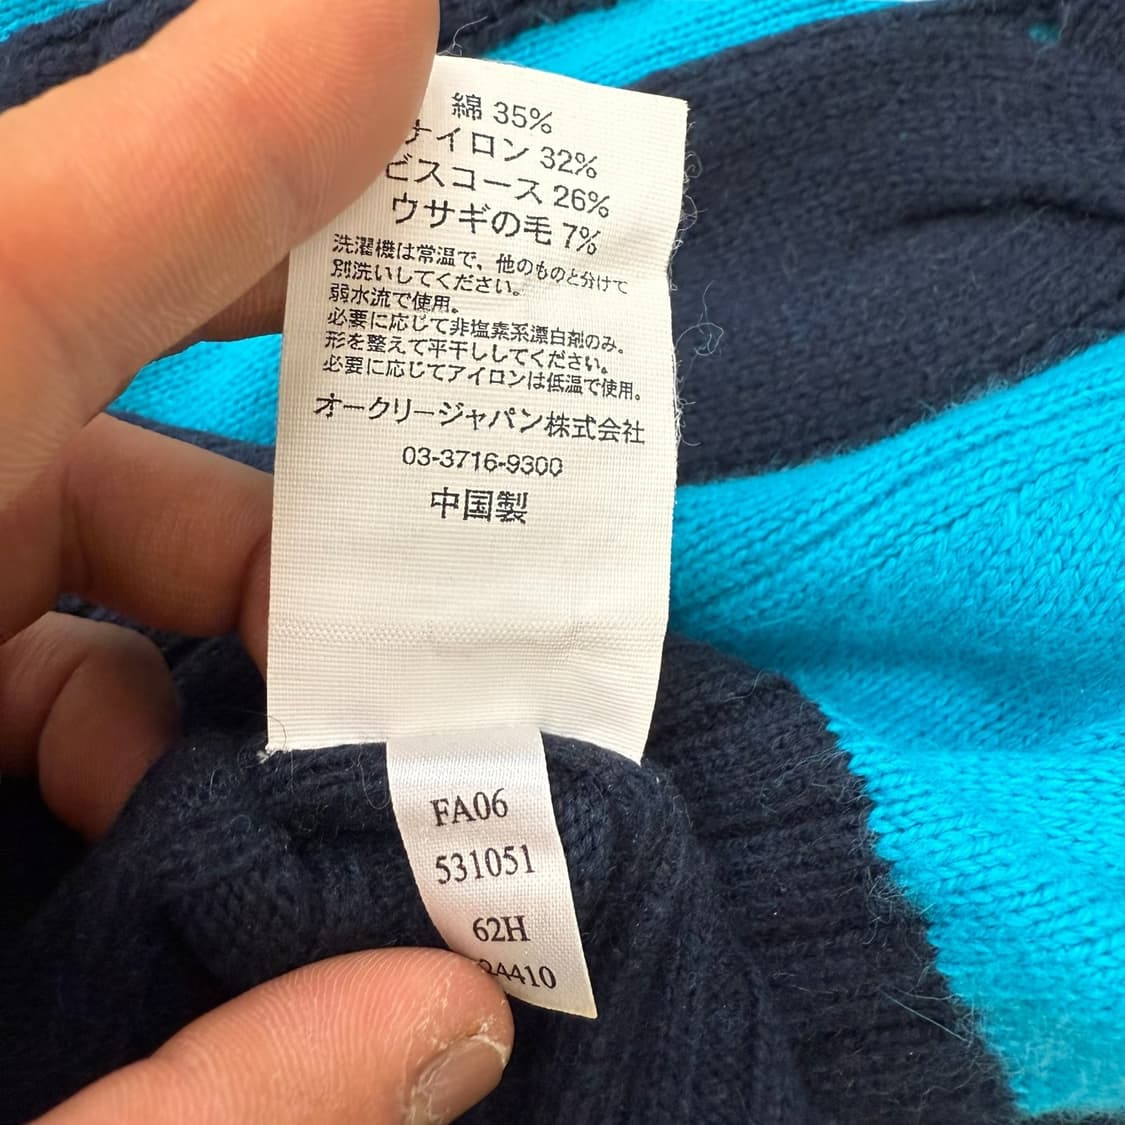 綿 35%
ナイロン 32%
ビスコース 26%
ウサギの毛 7%
洗濯機は常温で、他のものと分けて
別洗いしてください。
弱水流で使用。
必要に応じて非塩素系漂白剤のみ。
形を整えて平干ししてください。
必要に応じてアイロンは低温で使用。
オークリージャパン株式会社
03-3716-9300
中国製
FA06
531051
62H
24410